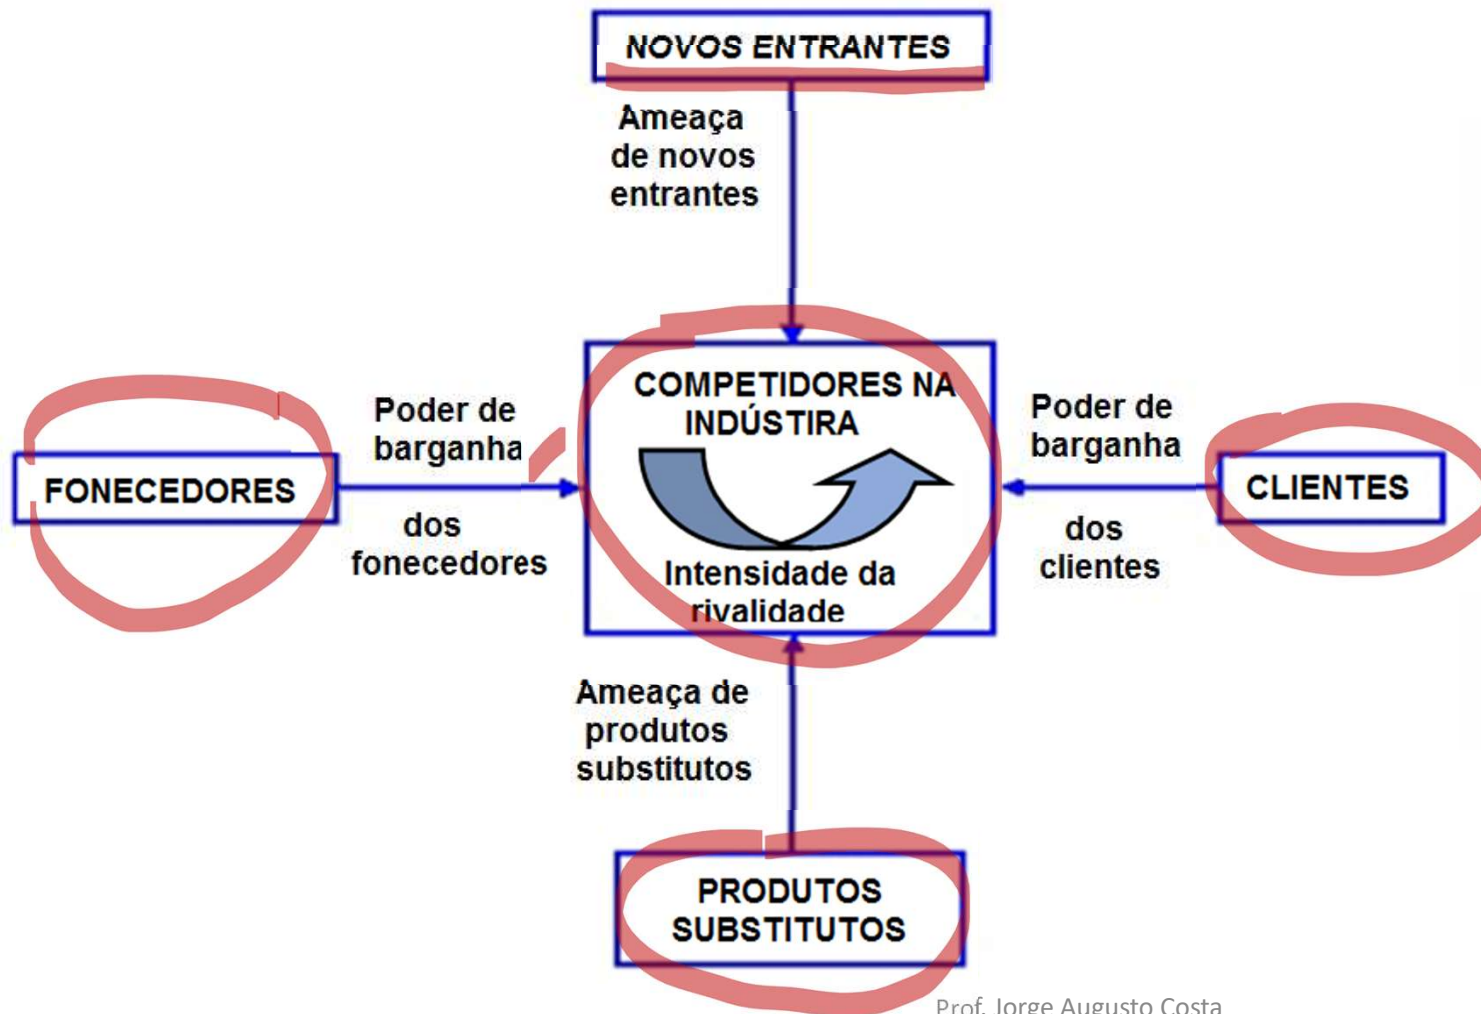 NOVOS ENTRANTES
Ameaça
de novos
entrantes
COMPETIDORES NA
INDÚSTIRA
Intensidade da
rivalidade
FONECEDORES
Poder de
barganha
dos
fonecedores
Poder de
barganha
dos
clientes
CLIENTES
Ameaça de
produtos
substitutos
PRODUTOS
SUBSTITUTOS
Prof. Jorge Augusto Costa